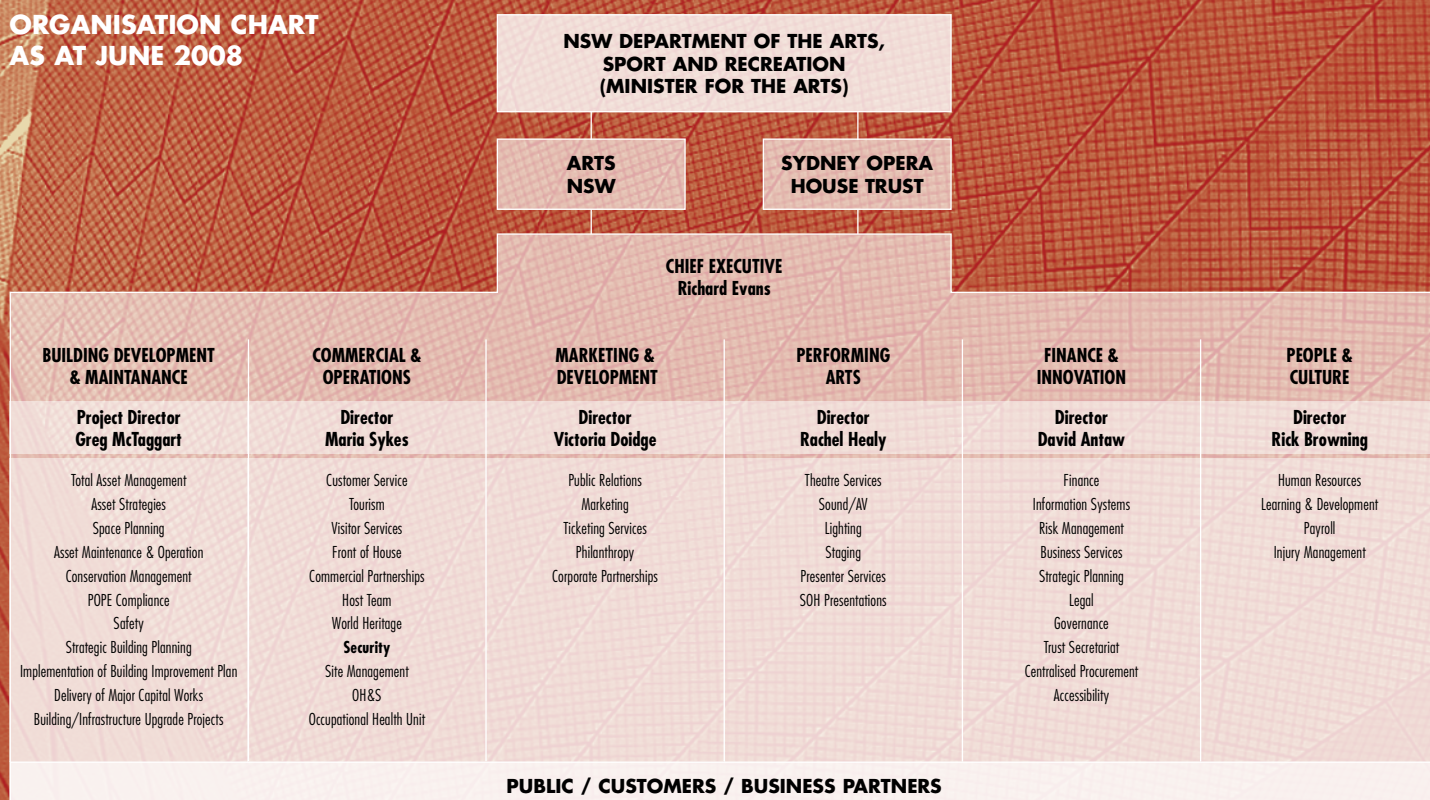 ORGANISATION CHART
AS AT JUNE 2008
NSW DEPARTMENT OF THE ARTS,
SPORT AND RECREATION
(MINISTER FOR THE ARTS)
ARTS
NSW
SYDNEY OPERA
HOUSE TRUST
CHIEF EXECUTIVE
Richard Evans
BUILDING DEVELOPMENT
& MAINTANANCE
Project Director
Greg McTaggart
Total Asset Management
Asset Strategies
Space Planning
Asset Maintenance & Operation
Conservation Management
POPE Compliance
Safety
Strategic Building Planning
Implementation of Building Improvement Plan
Delivery of Major Capital Works
Building/Infrastructure Upgrade Projects
COMMERCIAL &
OPERATIONS
Director
Maria Sykes
Customer Service
Tourism
Visitor Services
Front of House
Commercial Partnerships
Host Team
World Heritage
Security
Site Management
OH&S
Occupational Health Unit
MARKETING &
DEVELOPMENT
Director
Victoria Doidge
Public Relations
Marketing
Ticketing Services
Philanthropy
Corporate Partnerships
PERFORMING
ARTS
Director
Rachel Healy
Theatre Services
Sound/AV
Lighting
Staging
Presenter Services
SOH Presentations
FINANCE &
INNOVATION
Director
David Antaw
Finance
Information Systems
Risk Management
Business Services
Strategic Planning
Legal
Governance
Trust Secretariat
Centralised Procurement
Accessibility
PEOPLE &
CULTURE
Director
Rick Browning
Human Resources
Learning & Development
Payroll
Injury Management
PUBLIC / CUSTOMERS / BUSINESS PARTNERS